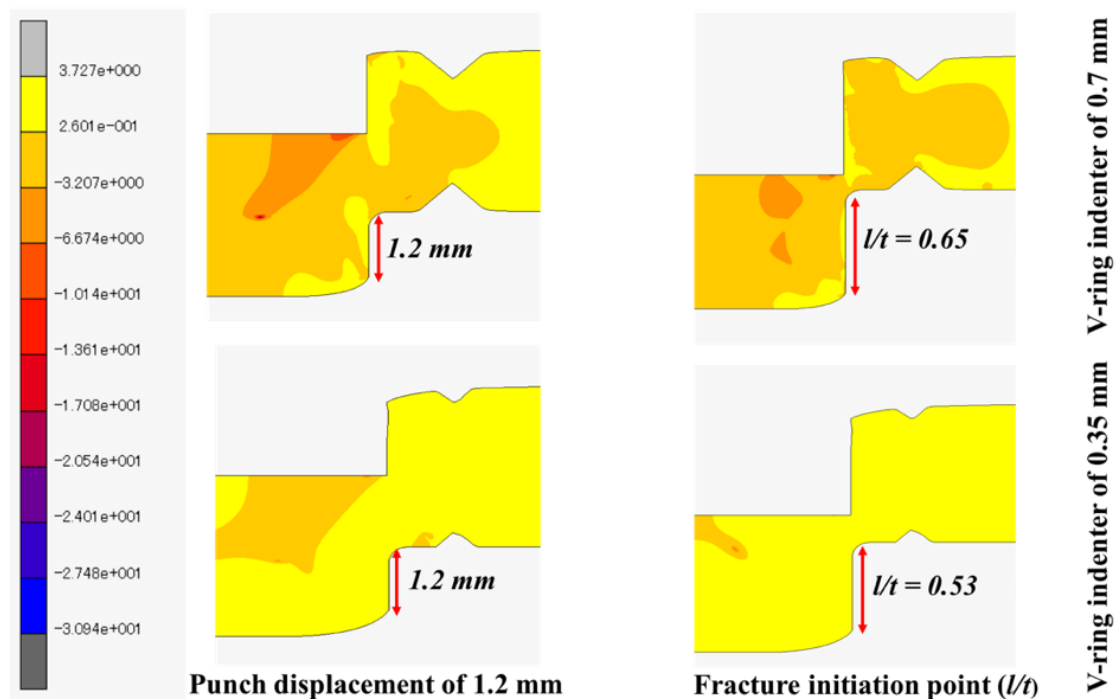 3.727e+000
2.601e-001
-3.207e+000
-6.674e+000
-1.014e+001
-1.361e+001
-1.708e+001
-2.054e+001
-2.401e+001
-2.748e+001
-3.094e+001
1.2 mm
l/t = 0.65
V-ring indenter of 0.7 mm
1.2 mm
l/t = 0.53
V-ring indenter of 0.35 mm
Punch displacement of 1.2 mm
Fracture initiation point (l/t)